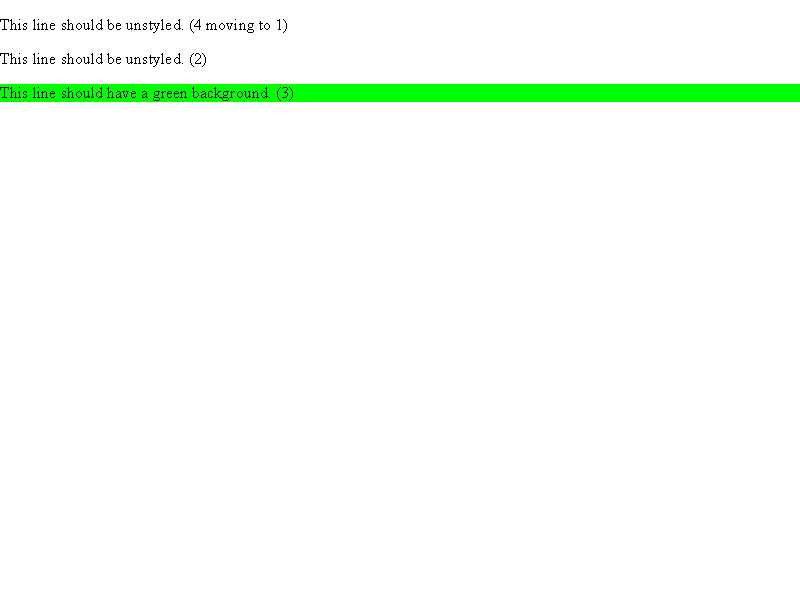 This line should be unstyled. (4 moving to 1)
This line should be unstyled. (2)
This line should have a green background. (3)